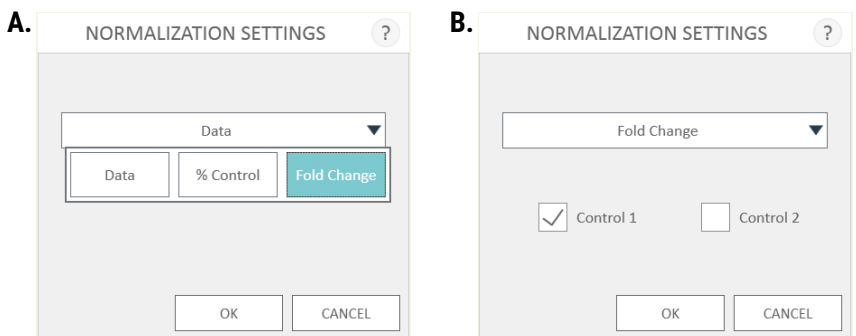 A.
NORMALIZATION SETTINGS
?
Data
Data
% Control
Fold Change
OK
CANCEL
B.
NORMALIZATION SETTINGS
?
Fold Change
Control 1
Control 2
OK
CANCEL